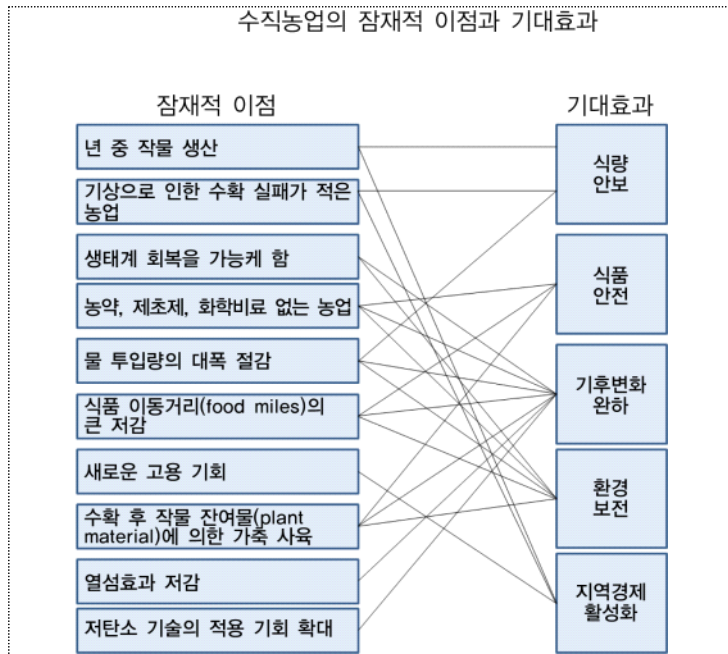 수직농업의 잠재적 이점과 기대효과
잠재적 이점
년 중 작물 생산
기상으로 인한 수확 실패가 적은
농업
생태계 회복을 가능케 함
농약, 제초제, 화학비료 없는 농업
물 투입량의 대폭 절감
식품 이동거리(food miles)의
큰 저감
새로운 고용 기회
수확 후 작물 잔여물(plant
material)에 의한 가축 사육
열섬효과 저감
저탄소 기술의 적용 기회 확대
기대효과
식량
안보
식품
안전
기후변화
완하
환경
보전
지역경제
활성화